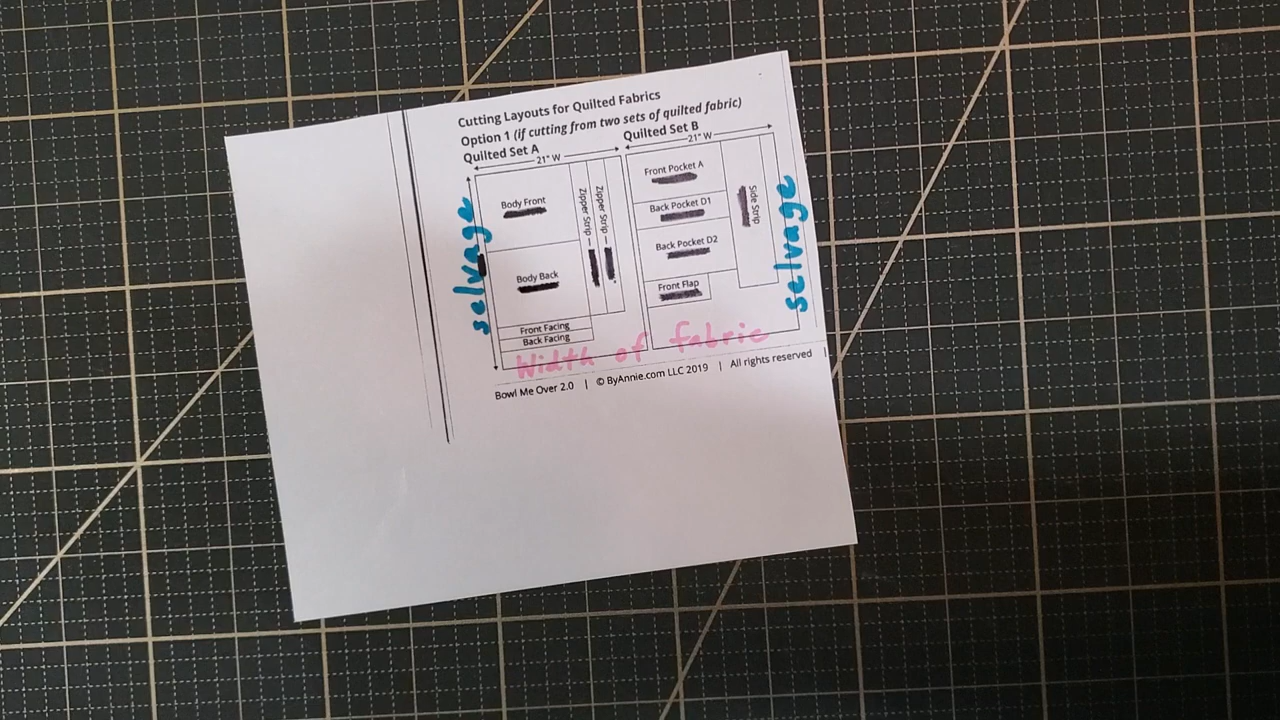 Cutting Layouts for Quilted Fabrics
Option 1 (if cutting from two sets of quilted fabric)
Quilted Set A
21" W
Body Front
Body Back
Zipper Strip —
Zipper Strip —
Front Facing
Back Facing
Quilted Set B
21" W
Front Pocket A
Back Pocket D1
Back Pocket D2
Front Flap
Side Strip
selvage
selvage
Width of fabric
Bowl Me Over 2.0 | © ByAnnie.com LLC 2019 | All rights reserved |